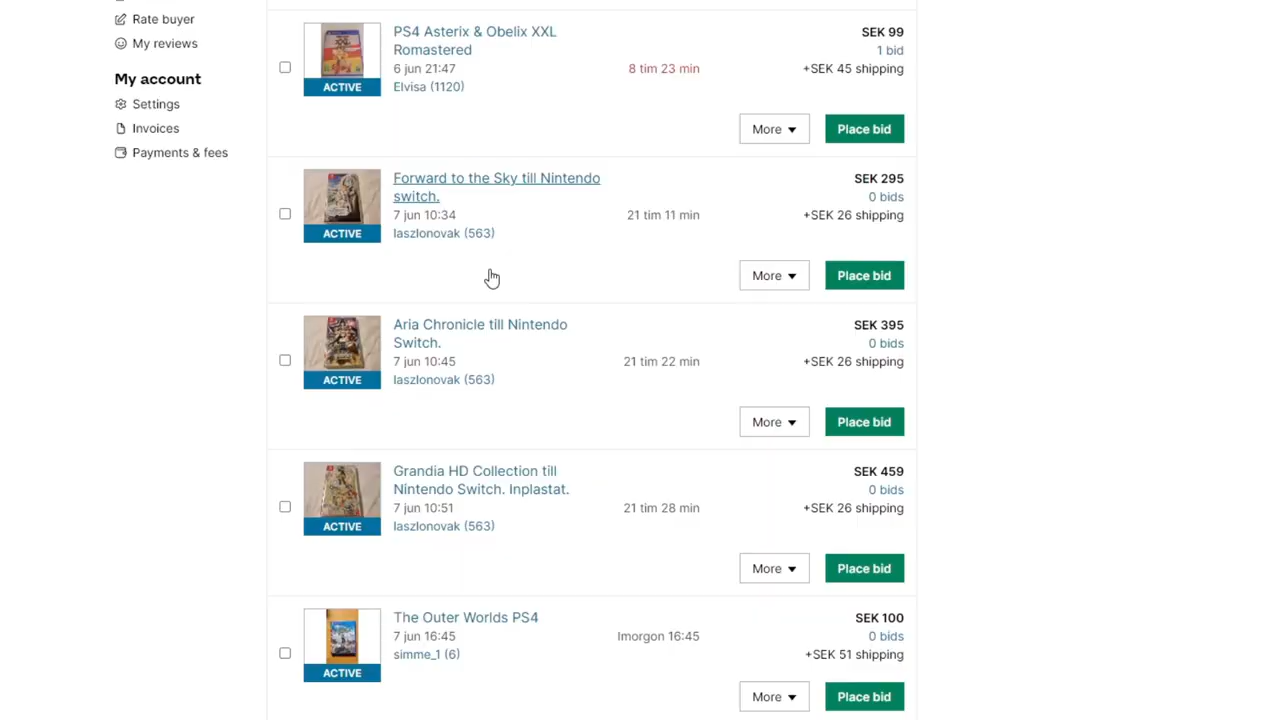 Rate buyer
My reviews
My account
Settings
Invoices
Payments & fees
PS4 Asterix & Obelix XXL
Romastered
6 jun 21:47
Elvisa (1120)
8 tim 23 min
SEK 99
1 bid
+SEK 45 shipping
ACTIVE
More
Place bid
Forward to the Sky till Nintendo
switch.
7 jun 10:34
laszlonovak (563)
21 tim 11 min
SEK 295
0 bids
+SEK 26 shipping
ACTIVE
More
Place bid
Aria Chronicle till Nintendo
Switch.
7 jun 10:45
laszlonovak (563)
21 tim 22 min
SEK 395
0 bids
+SEK 26 shipping
ACTIVE
More
Place bid
Grandia HD Collection till
Nintendo Switch. Inplastat.
7 jun 10:51
laszlonovak (563)
21 tim 28 min
SEK 459
0 bids
+SEK 26 shipping
ACTIVE
More
Place bid
The Outer Worlds PS4
7 jun 16:45
simme_1 (6)
Imorgon 16:45
SEK 100
0 bids
+SEK 51 shipping
ACTIVE
More
Place bid